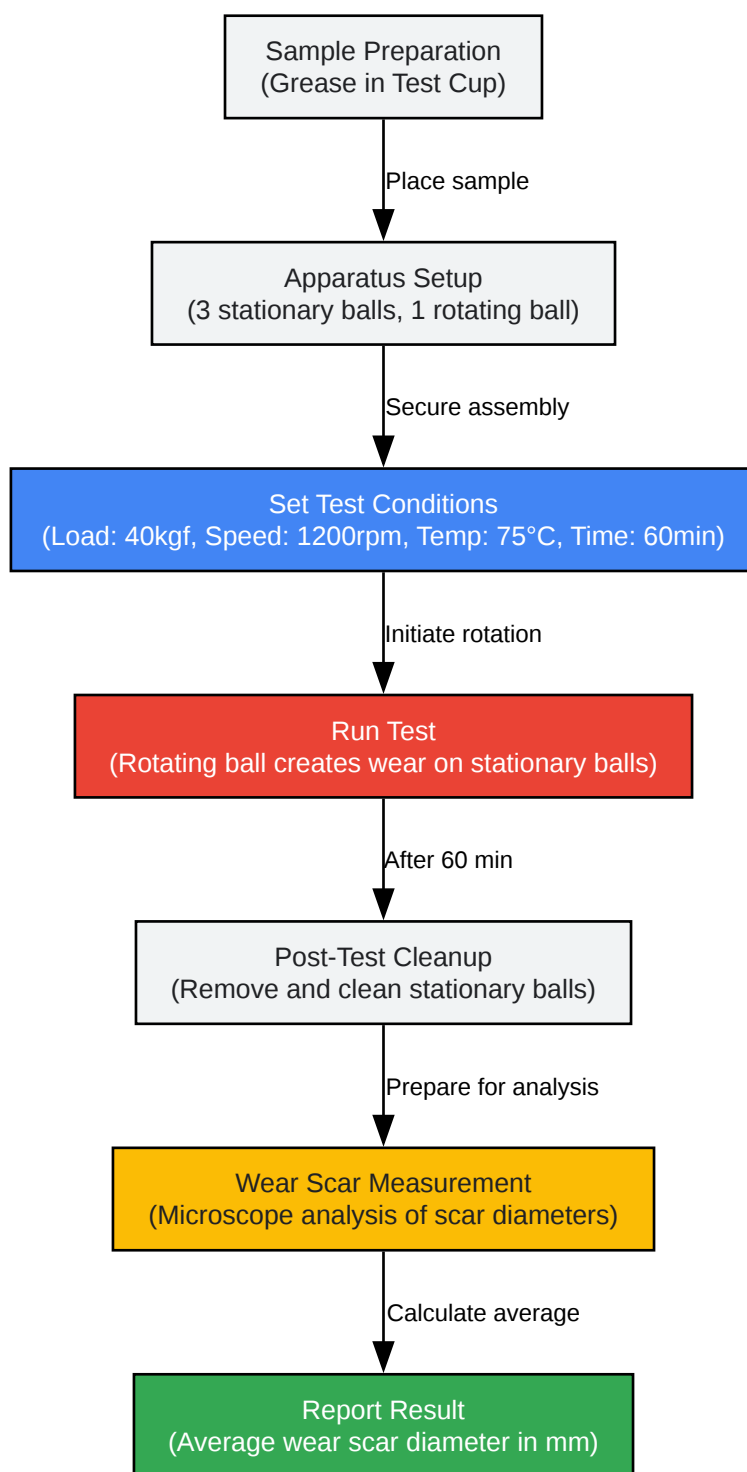 Sample Preparation
(Grease in Test Cup)
Place sample
Apparatus Setup
(3 stationary balls, 1 rotating ball)
Secure assembly
Set Test Conditions
(Load: 40kgf, Speed: 1200rpm, Temp: 75°C, Time: 60min)
Initiate rotation
Run Test
(Rotating ball creates wear on stationary balls)
After 60 min
Post-Test Cleanup
(Remove and clean stationary balls)
Prepare for analysis
Wear Scar Measurement
(Microscope analysis of scar diameters)
Calculate average
Report Result
(Average wear scar diameter in mm)